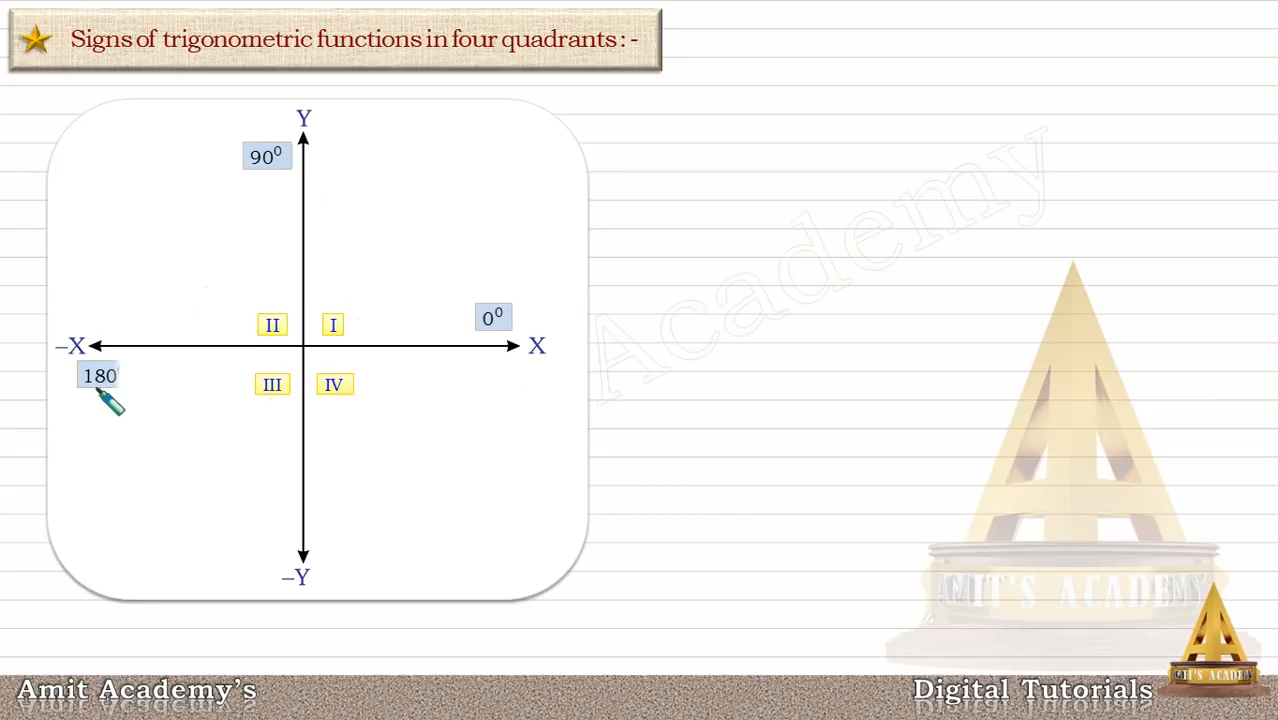 Signs of trigonometric functions in four quadrants : -
Y
90⁰
II I
0⁰
–X X
180
III IV
–Y
Academy
AMIT'S ACADEMY
AMIT'S ACADEMY
Amit Academy's Digital Tutorials